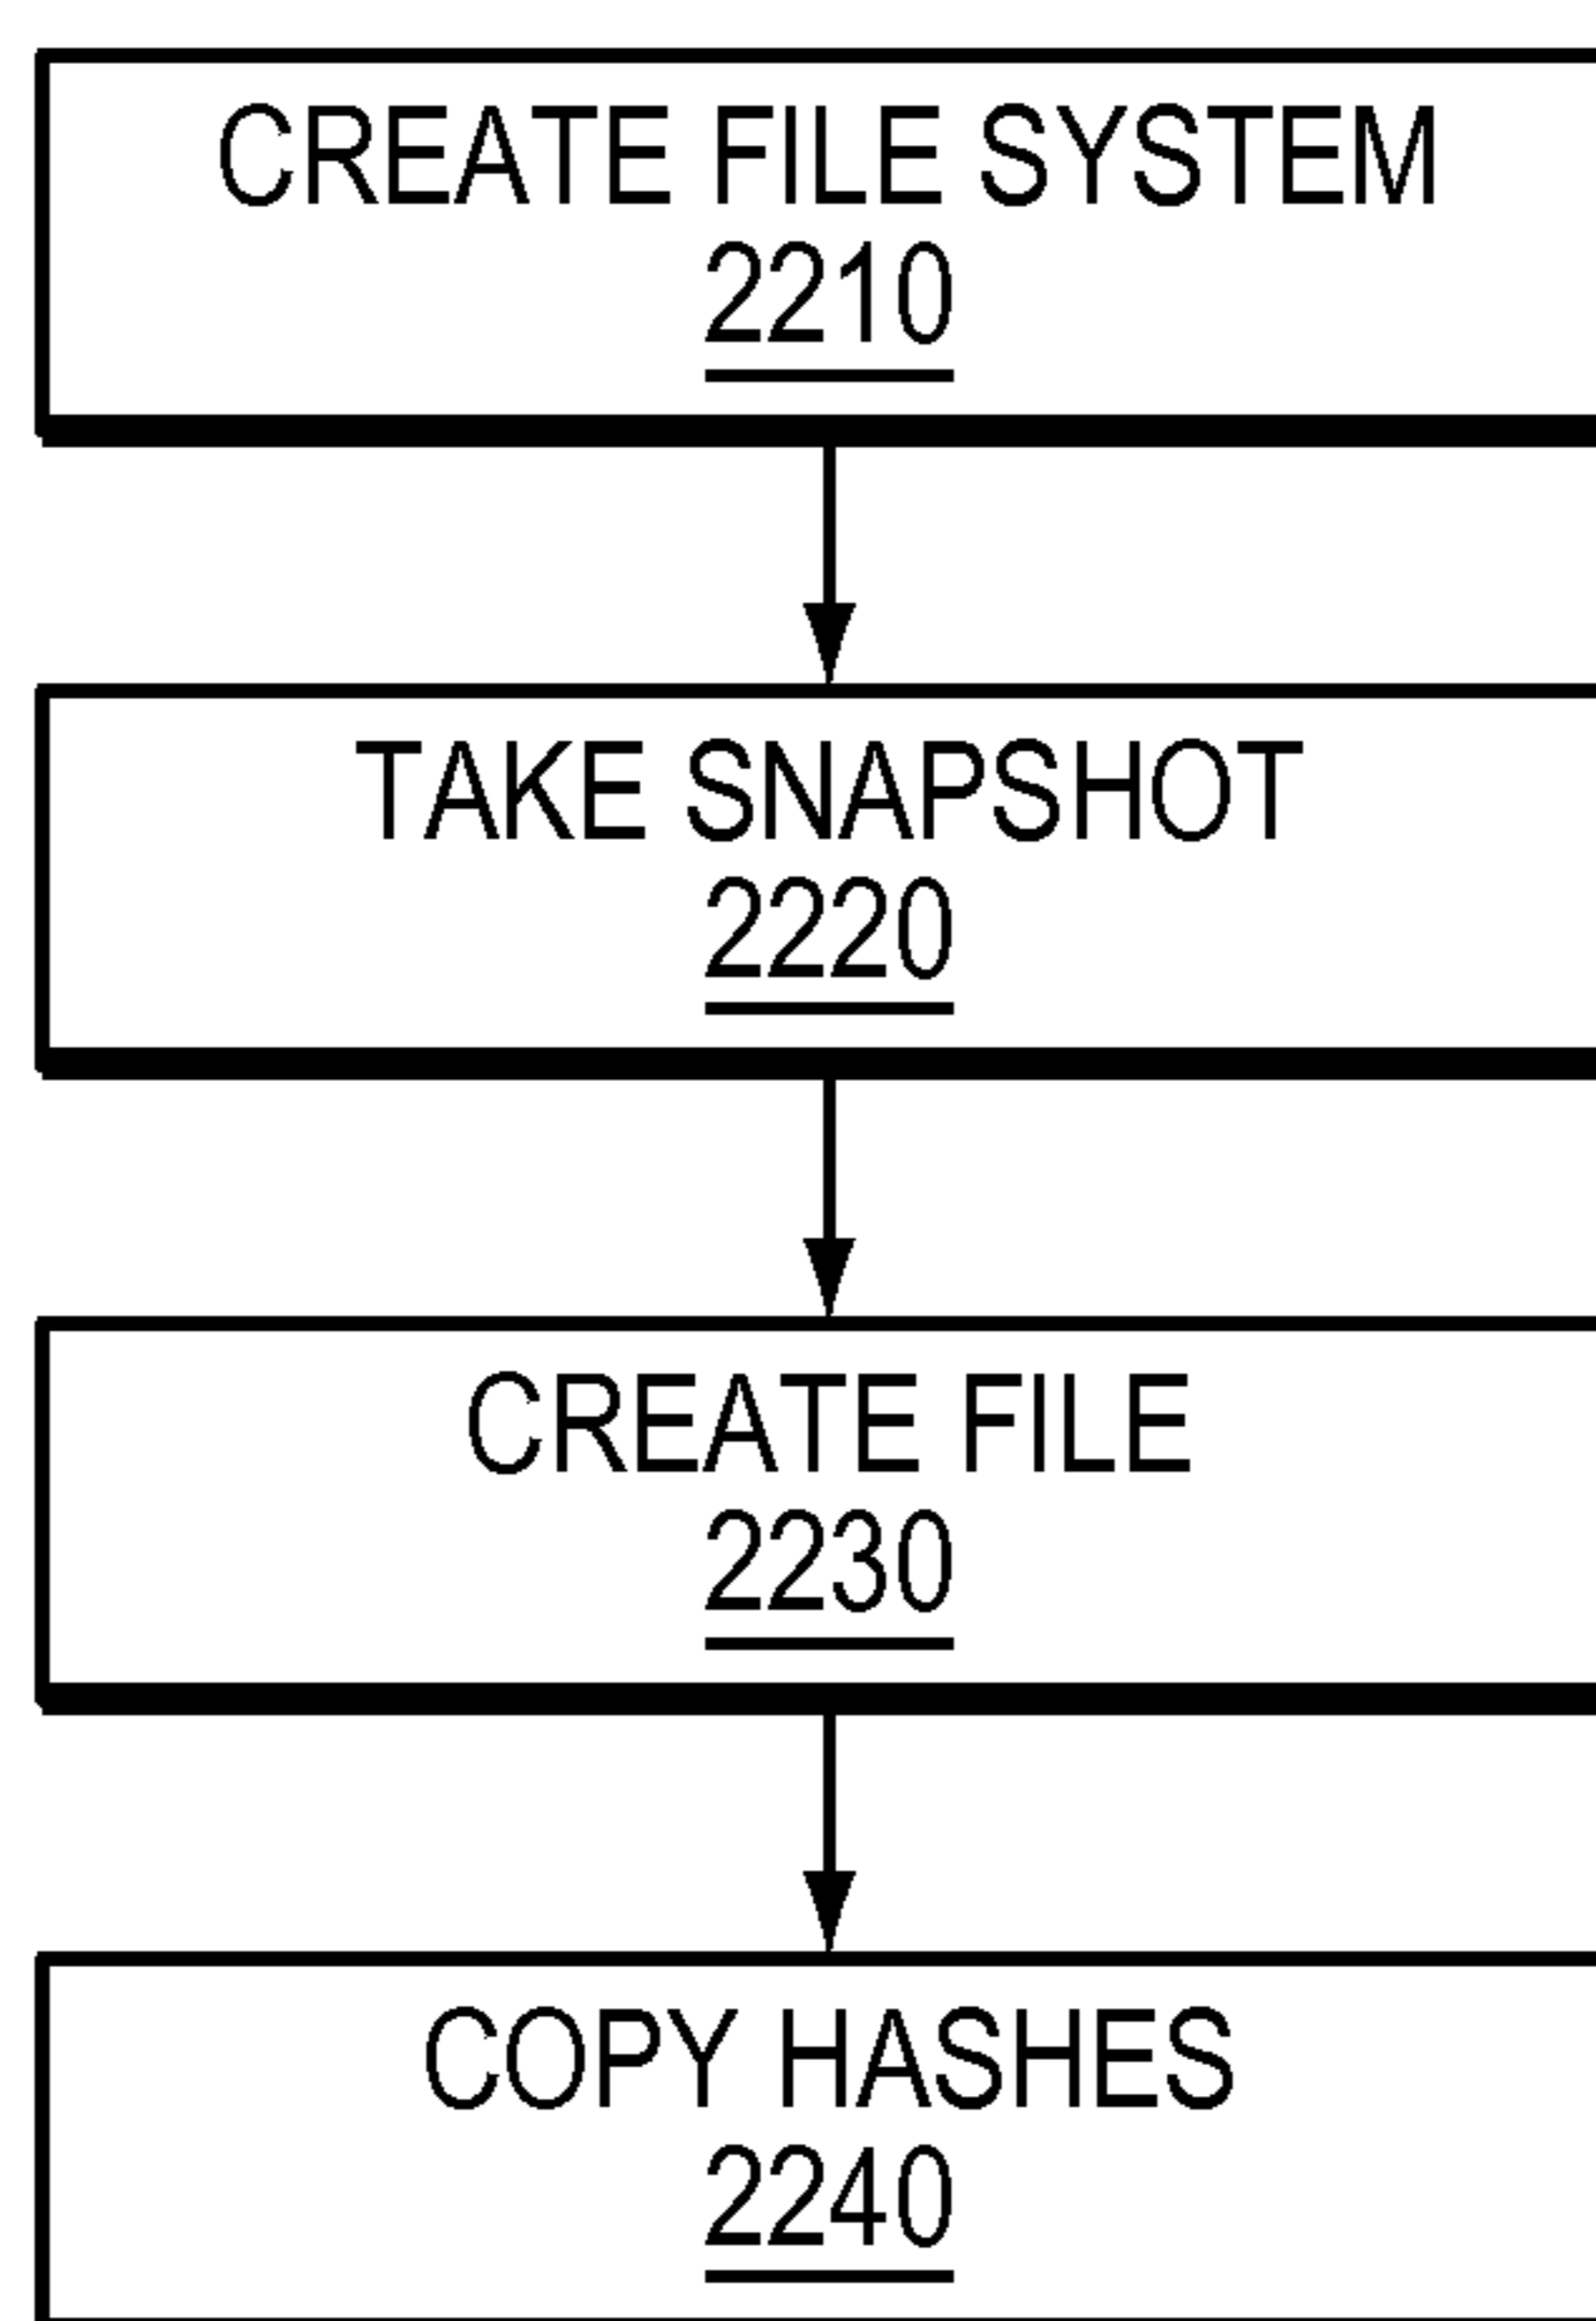 CREATE FILE SYSTEM
2210
TAKE SNAPSHOT
2220
CREATE FILE
2230
COPY HASHES
2240